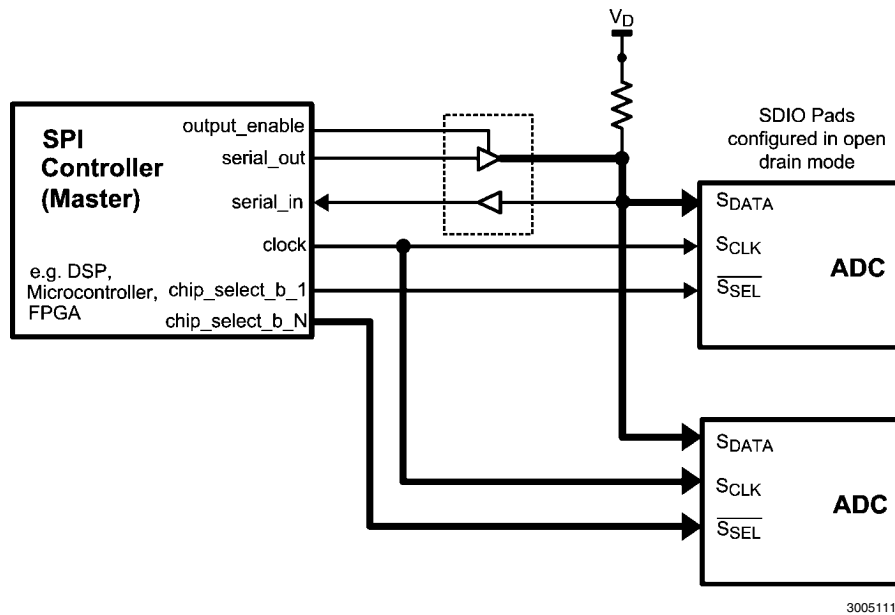 V_D
SPI
Controller
(Master)
output_enable
serial_out
serial_in
clock
e.g. DSP,
Microcontroller,
FPGA
chip_select_b_1
chip_select_b_N
SDIO Pads
configured in open
drain mode
S_DATA
S_CLK
S_SEL
ADC
S_DATA
S_CLK
S_SEL
ADC
3005111